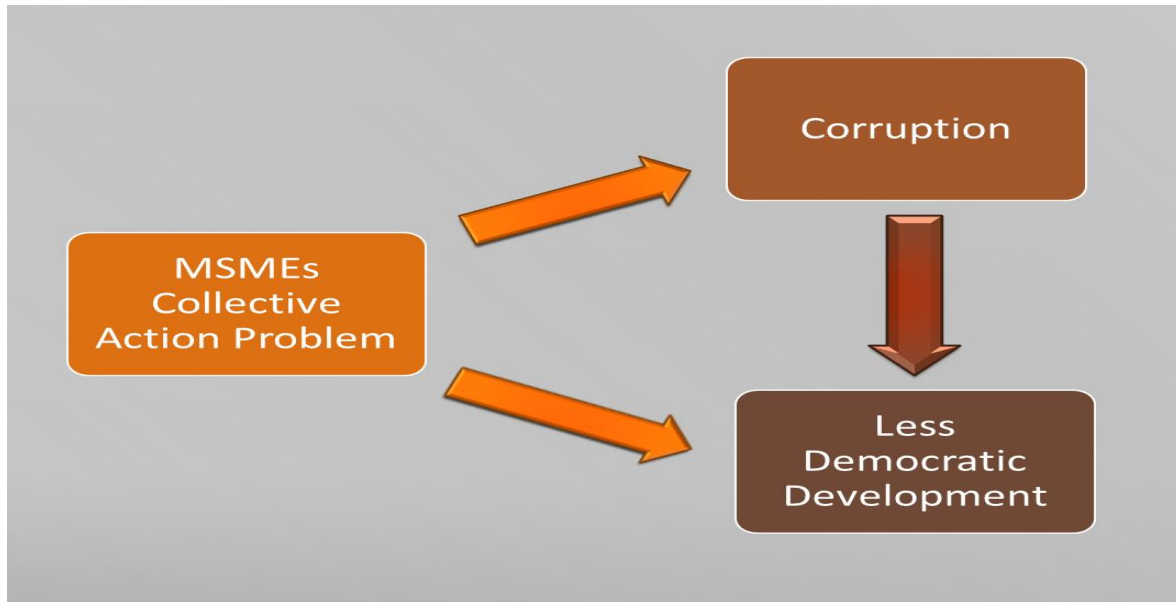 Corruption
MSMEs
Collective
Action Problem
Less
Democratic
Development